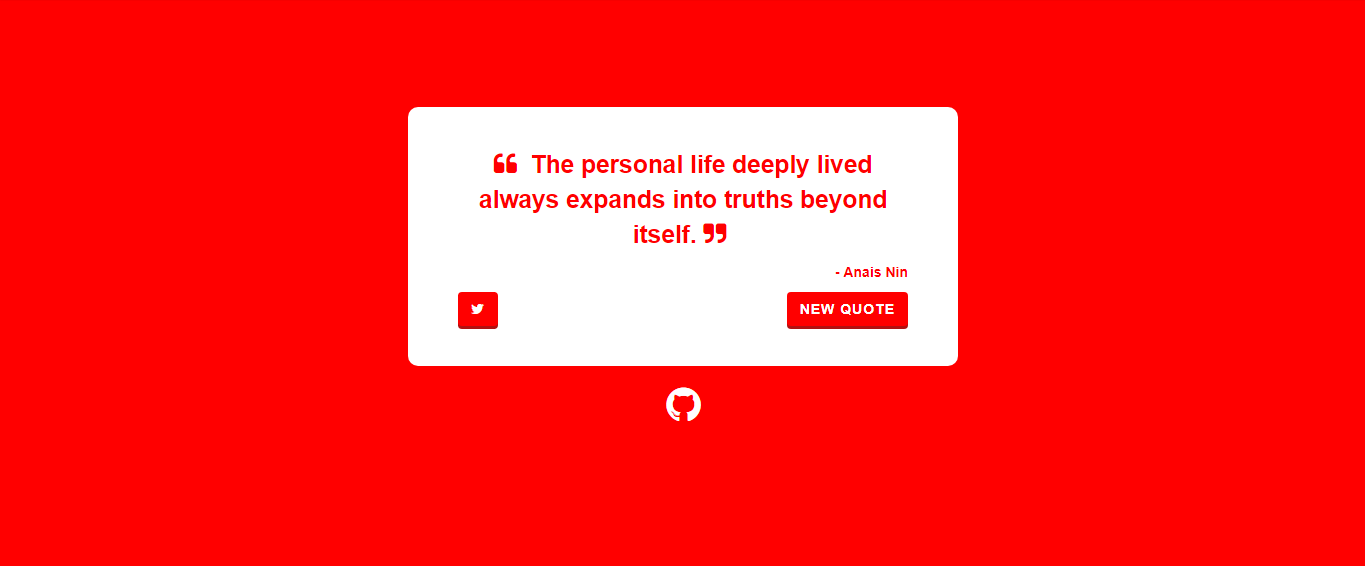 ❝ The personal life deeply lived
always expands into truths beyond
itself. ❞
- Anais Nin
NEW QUOTE